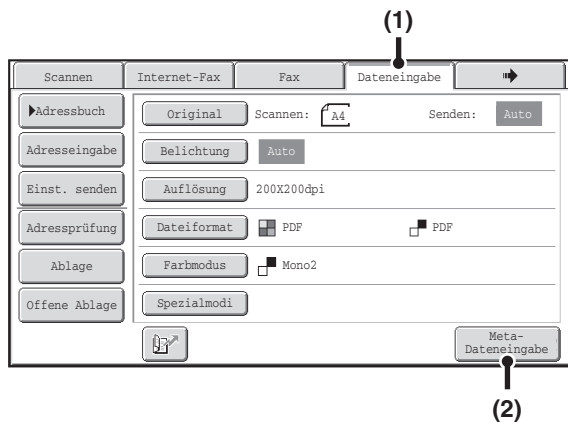 (1)
Scannen Internet-Fax Fax Dateneingabe
Adressbuch Original Scannen: A4 Senden: Auto
Adresseingabe Belichtung Auto
Einst. senden Auflösung 200X200dpi
Adressprüfung Dateiformat PDF PDF
Ablage Farbmodus Mono2
Offene Ablage Spezialmodi
Meta-
Dateneingabe
(2)